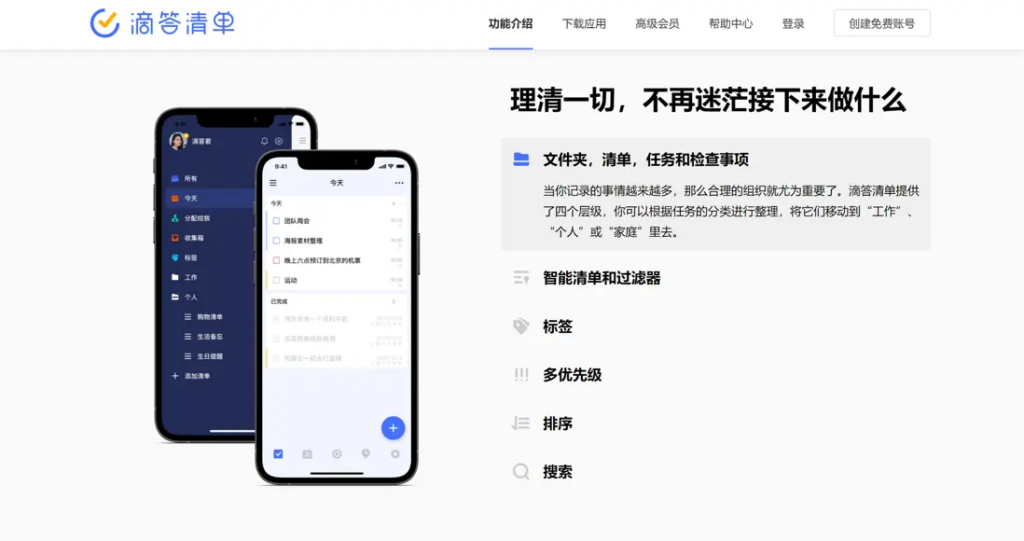 滴答清单
功能介绍
下载应用
高级会员
帮助中心
登录
创建免费账号
理清一切，不再迷茫接下来做什么
文件夹，清单，任务和检查事项
当你记录的事情越来越多，那么合理的组织就尤为重要了。滴答清单提供
了四个层级，你可以根据任务的分类进行整理，将它们移动到“工作”、
“个人”或“家庭”里去。
智能清单和过滤器
标签
多优先级
排序
搜索
滴答君
所有
今天
分配给我
收集箱
标签
工作
个人
购物清单
生活备忘
生日提醒
添加清单
9:41
今天
今天
团队周会
海报素材整理
晚上六点预订到北京的机票
运动
已完成